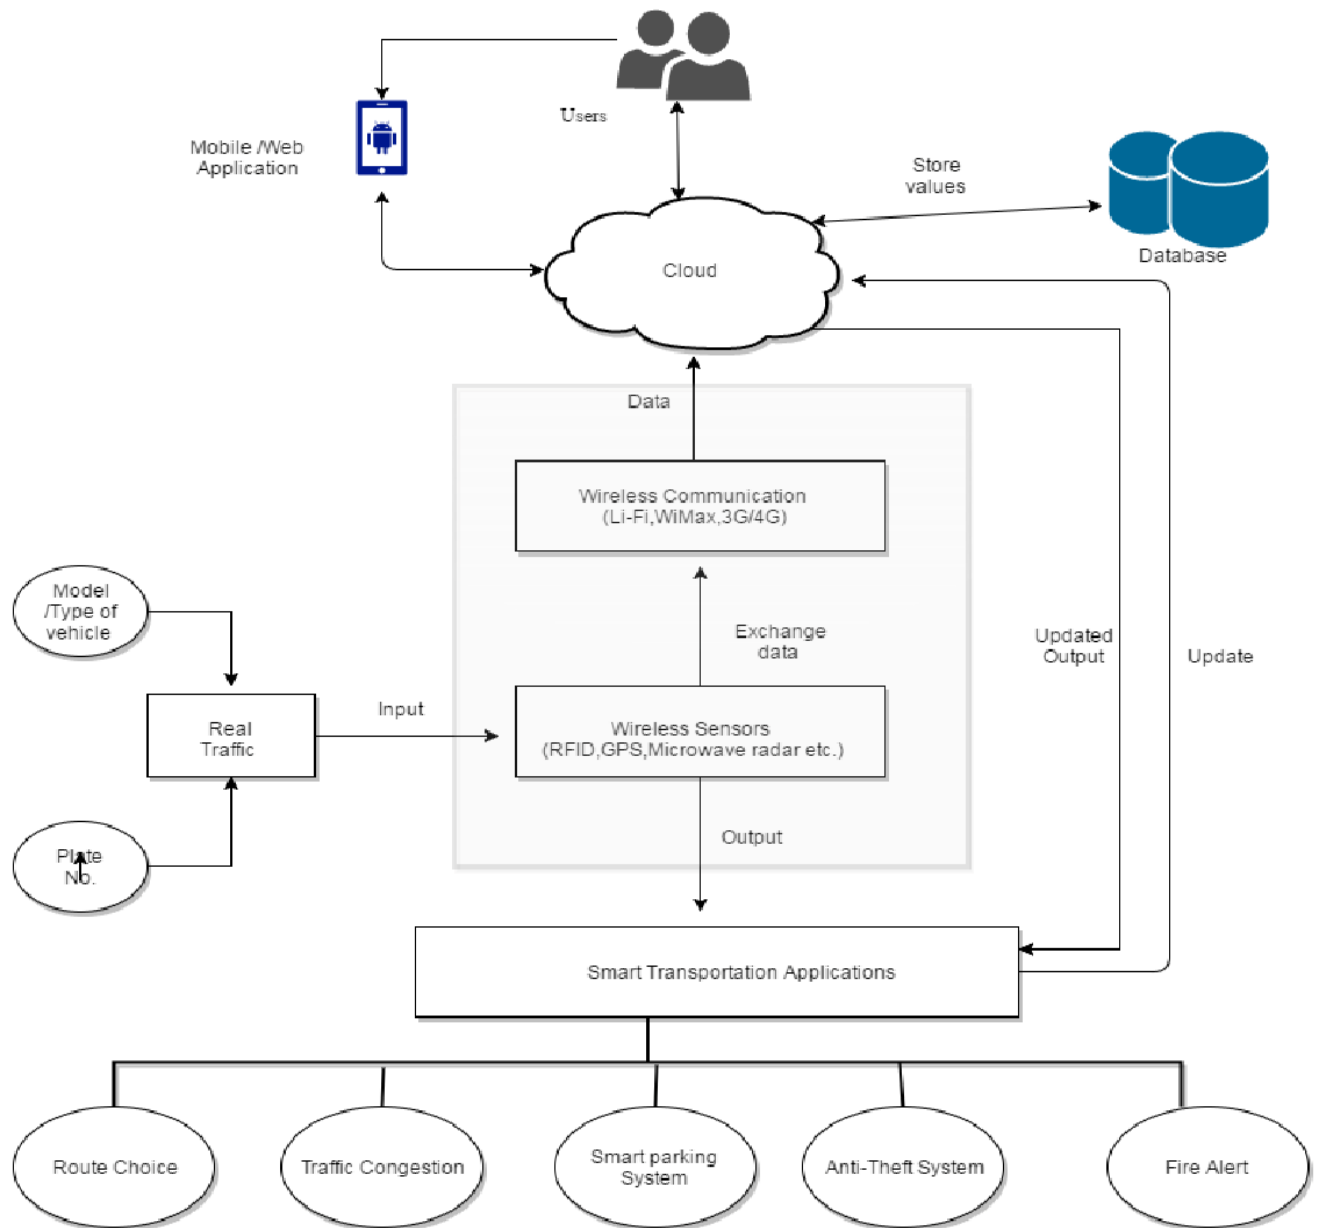 Users
Mobile /Web
Application
Store
values
Database
Cloud
Data
Wireless Communication
(Li-Fi,WiMax,3G/4G)
Model
/Type of
vehicle
Exchange
data
Updated
Output
Update
Real
Traffic
Input
Wireless Sensors
(RFID,GPS,Microwave radar etc.)
Output
Plate
No.
Smart Transportation Applications
Route Choice
Traffic Congestion
Smart parking
System
Anti-Theft System
Fire Alert